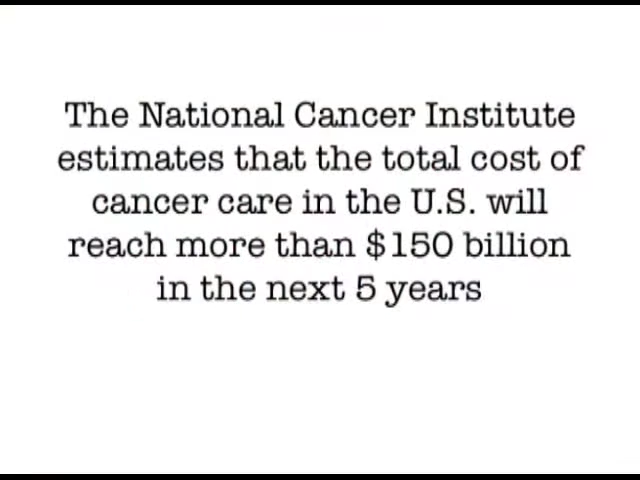 The National Cancer Institute
estimates that the total cost of
cancer care in the U.S. will
reach more than $150 billion
in the next 5 years